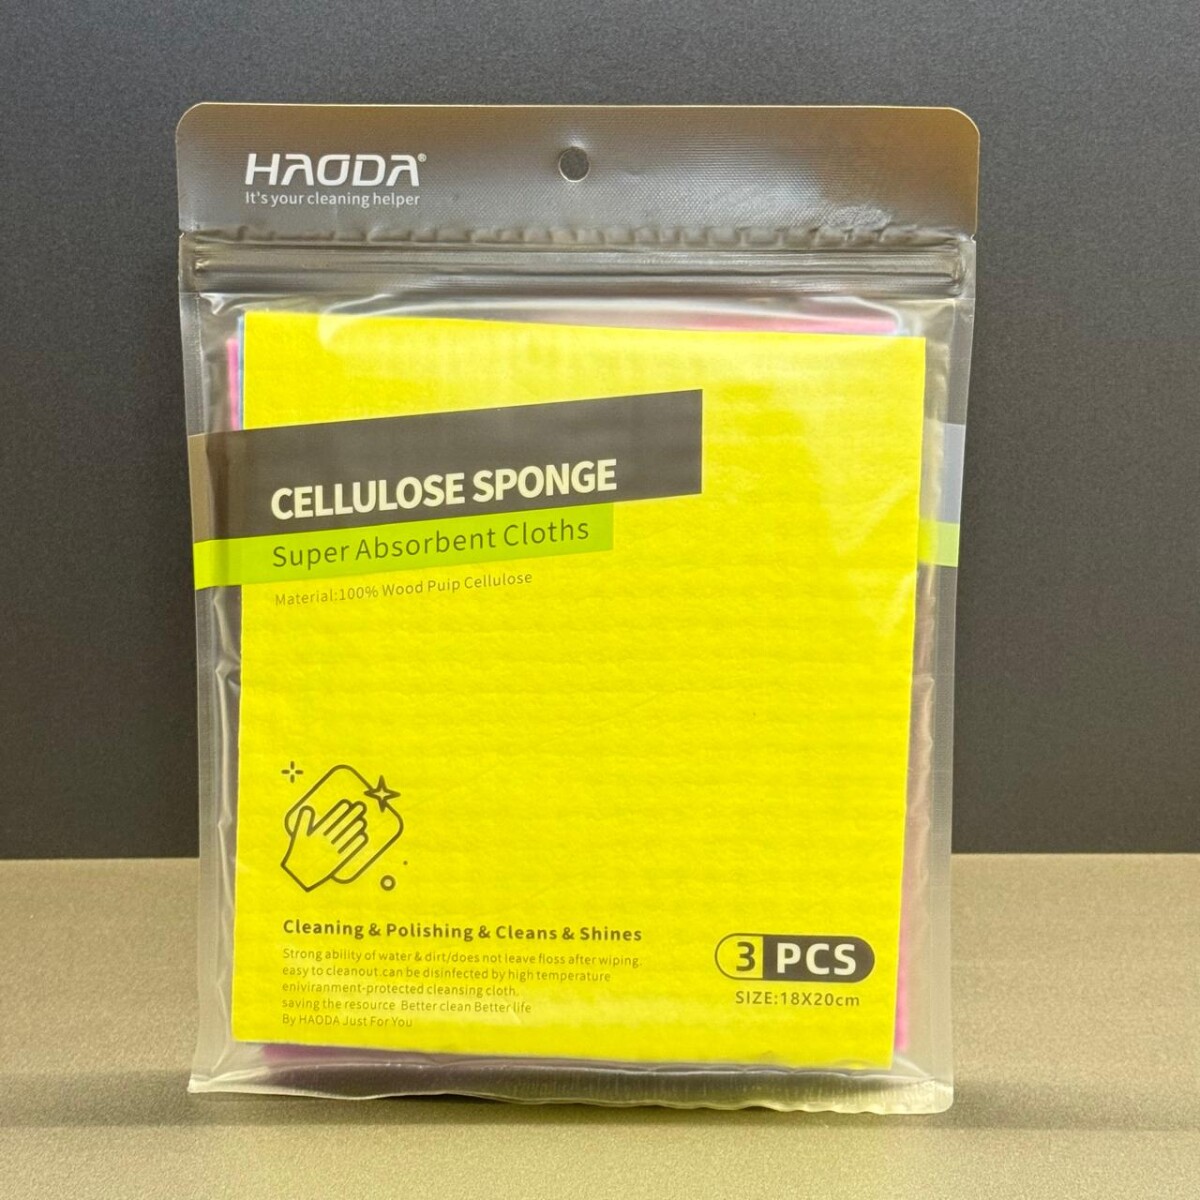 HAODA®
It's your cleaning helper
CELLULOSE SPONGE
Super Absorbent Cloths
Material:100% Wood Puip Cellulose
Cleaning & Polishing & Cleans & Shines
Strong ability of water & dirt/does not leave floss after wiping.
easy to cleanout.can be disinfected by high temperature
eniviranment-protected cleansing cloth.
saving the resource Better clean Better life
By HAODA Just For You
3 PCS
SIZE:18X20cm